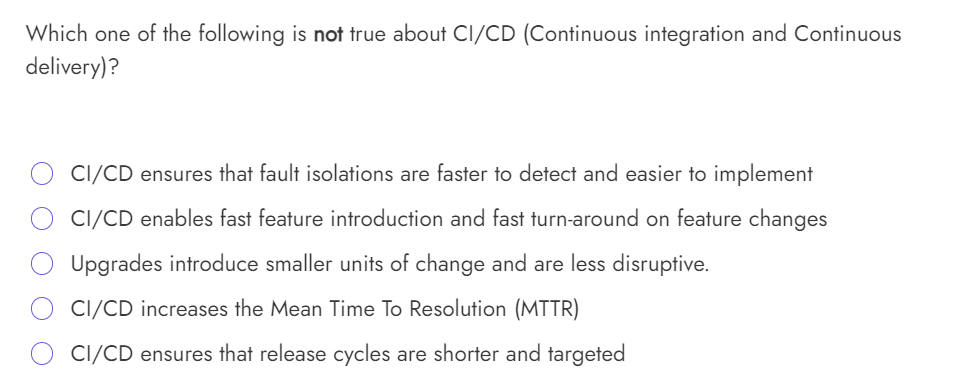 Which one of the following is not true about CI/CD (Continuous integration and Continuous
delivery)?
CI/CD ensures that fault isolations are faster to detect and easier to implement
CI/CD enables fast feature introduction and fast turn-around on feature changes
Upgrades introduce smaller units of change and are less disruptive.
CI/CD increases the Mean Time To Resolution (MTTR)
CI/CD ensures that release cycles are shorter and targeted